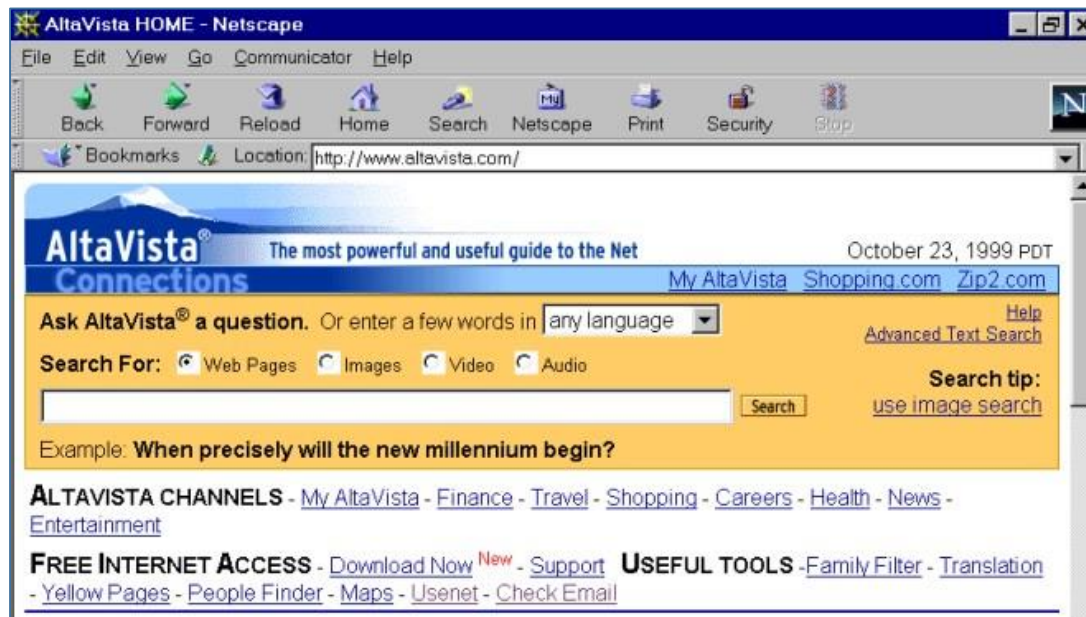 AltaVista HOME - Netscape
File Edit View Go Communicator Help
Back Forward Reload Home Search Netscape Print Security Stop
My
N
Bookmarks Location: http://www.altavista.com/
AltaVista® The most powerful and useful guide to the Net October 23, 1999 PDT
Connections My AltaVista Shopping.com Zip2.com
Ask AltaVista® a question. Or enter a few words in any language Help
Advanced Text Search
Search For: Web Pages Images Video Audio
Search tip:
Search use image search
Example: When precisely will the new millennium begin?
ALTAVISTA CHANNELS - My AltaVista - Finance - Travel - Shopping - Careers - Health - News -
Entertainment
FREE INTERNET ACCESS - Download Now New - Support USEFUL TOOLS -Family Filter - Translation
- Yellow Pages - People Finder - Maps - Usenet - Check Email